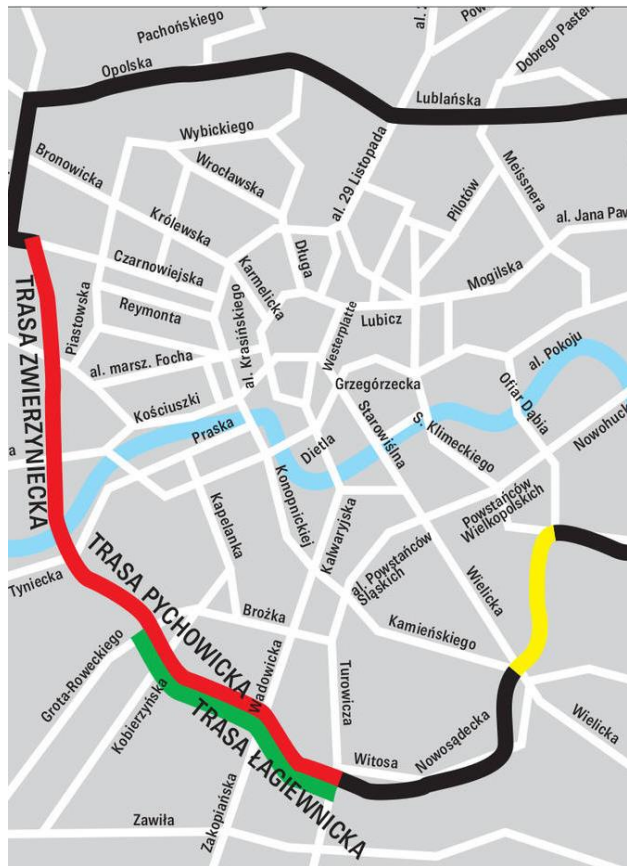 Pachońskiego
Opolska
Dobrego Paster
Lublańska
Wybickiego
Bronowicka
Wrocławska
al. 29 Listopada
Pilotów
Meissnera
al. Jana Paw
Królewska
Długa
Czarnowiejska
Karmelicka
Mogilska
TRASA ZWIERZYNIECKA
Piastowska
Reymonta
al. Krasińskiego
Westerplatte
Lubicz
al. marsz. Focha
Grzegórzecka
al. Pokoju
Kościuszki
Praska
Dietla
Starowiślna
S. Klimeckiego
Ofiar Dąbia
Nowohuck
Kapelanka
Konopnickiej
Kalwaryjska
Powstańców
Wielkopolskich
Tyniecka
TRASA PYCHOWICKA
al. Powstańców
Śląskich
Wielicka
Brożka
Kamieńskiego
Grota-Roweckiego
Kobierzyńska
Wadowicka
Turowicza
TRASA ŁAGIEWNICKA
Witosa
Nowosądecka
Wielicka
Zawiła
Zakopiańska